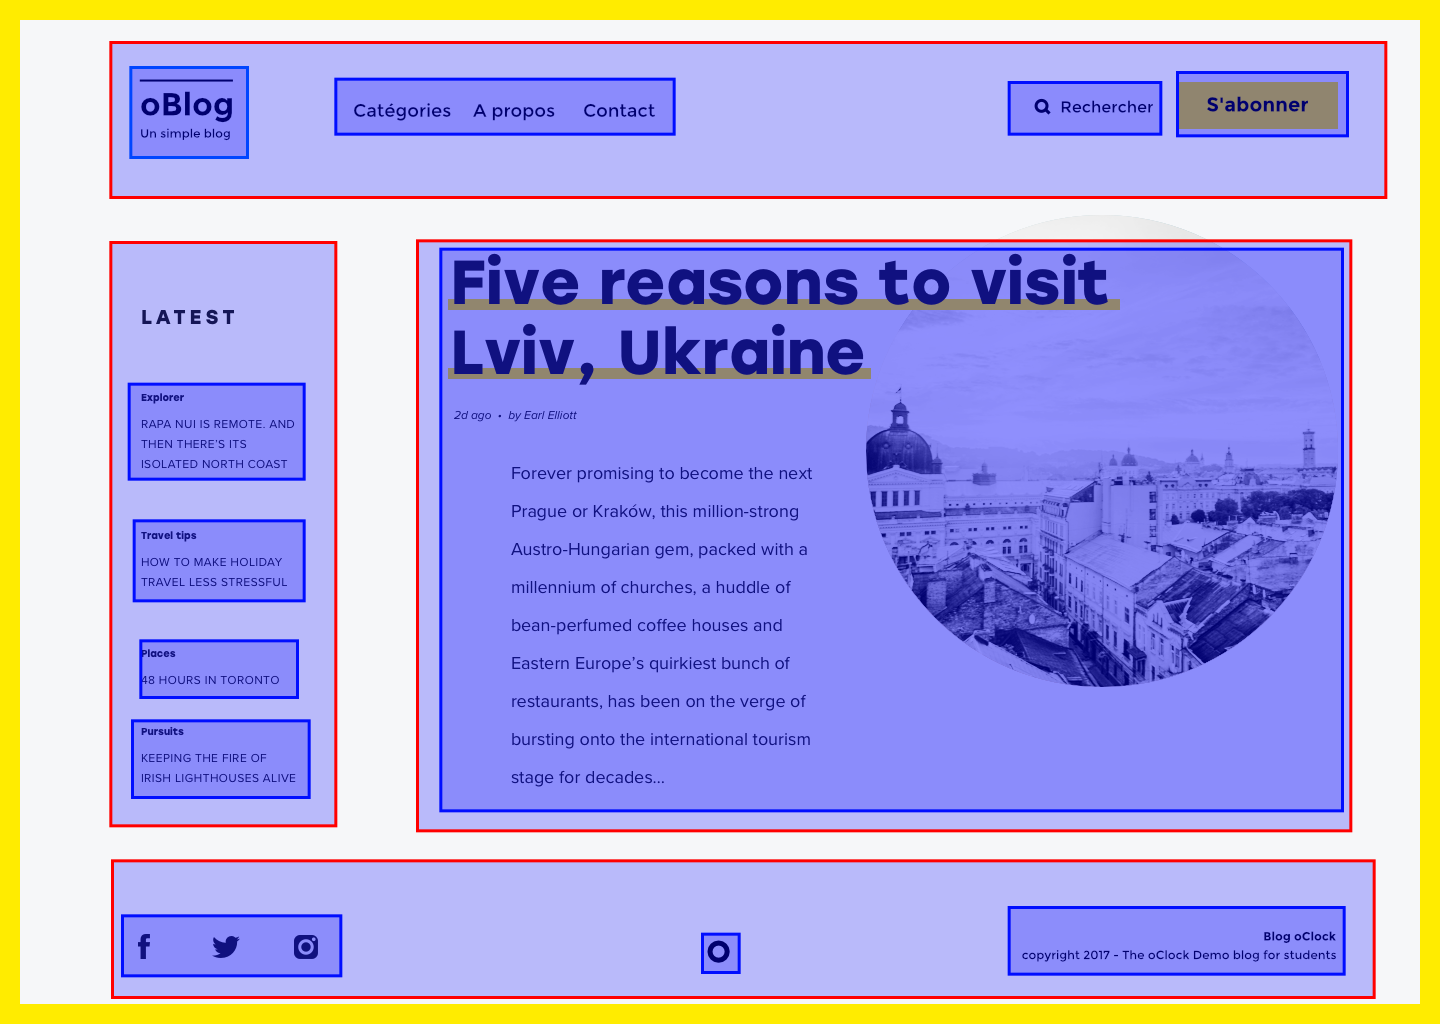 oBlog
Un simple blog
Catégories A propos Contact
Rechercher
S'abonner
LATEST
Explorer
RAPA NUI IS REMOTE. AND
THEN THERE'S ITS
ISOLATED NORTH COAST
Travel tips
HOW TO MAKE HOLIDAY
TRAVEL LESS STRESSFUL
Places
48 HOURS IN TORONTO
Pursuits
KEEPING THE FIRE OF
IRISH LIGHTHOUSES ALIVE
Five reasons to visit
Lviv, Ukraine
2d ago • by Earl Elliott
Forever promising to become the next
Prague or Kraków, this million-strong
Austro-Hungarian gem, packed with a
millennium of churches, a huddle of
bean-perfumed coffee houses and
Eastern Europe's quirkiest bunch of
restaurants, has been on the verge of
bursting onto the international tourism
stage for decades...
Blog oClock
copyright 2017 - The oClock Demo blog for students